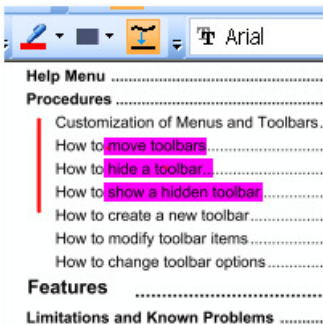 Arial
Help Menu ..........................................
Procedures ..........................................
Customization of Menus and Toolbars.
How to move toolbars........................
How to hide a toolbar........................
How to show a hidden toolbar..............
How to create a new toolbar................
How to modify toolbar items................
How to change toolbar options.............
Features ..........................................
Limitations and Known Problems ..........